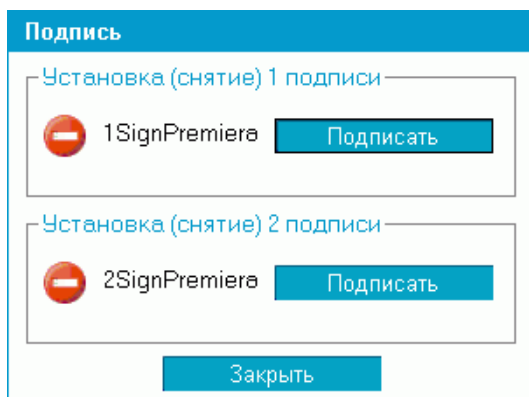 Подпись
Установка (снятие) 1 подписи
1SignPremiera Подписать
Установка (снятие) 2 подписи
2SignPremiera Подписать
Закрыть